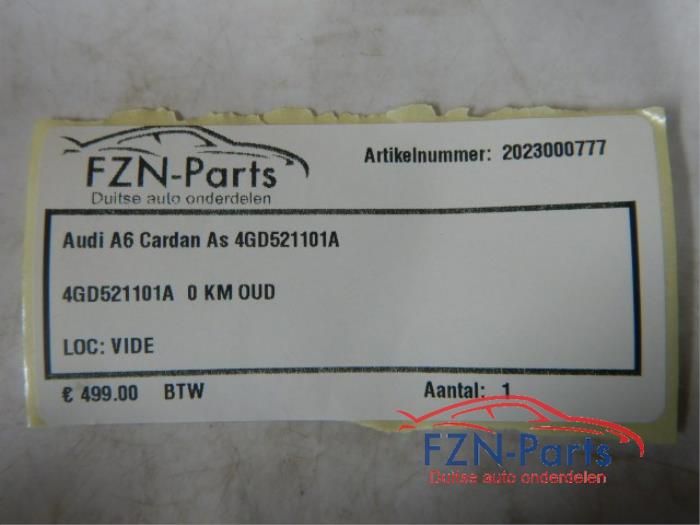 FZN-Parts
Duitse auto onderdelen
Artikelnummer: 2023000777
Audi A6 Cardan As 4GD521101A
4GD521101A 0 KM OUD
LOC: VIDE
€ 499.00 BTW Aantal: 1
FZN-Parts
Duitse auto onderdelen